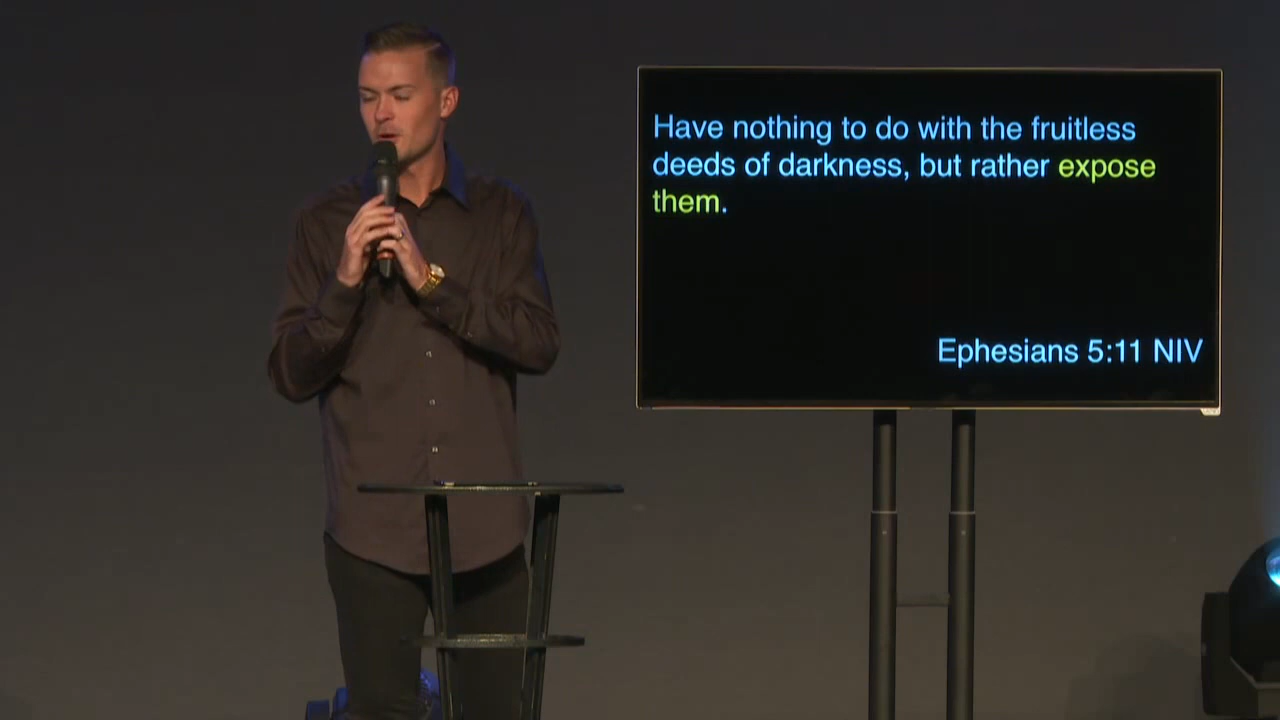 Have nothing to do with the fruitless
deeds of darkness, but rather expose
them.
Ephesians 5:11 NIV